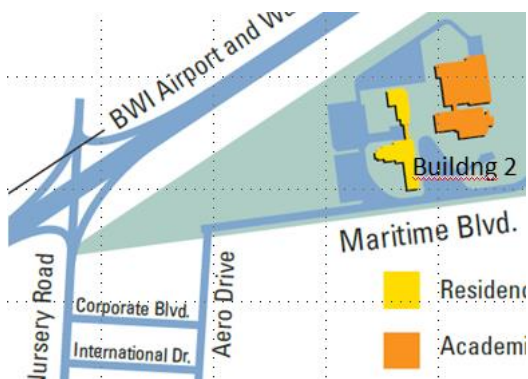 BWI Airport and W
Buildng 2
Maritime Blvd.
Nursery Road
Aero Drive
Corporate Blvd.
International Dr.
Residenc
Academi